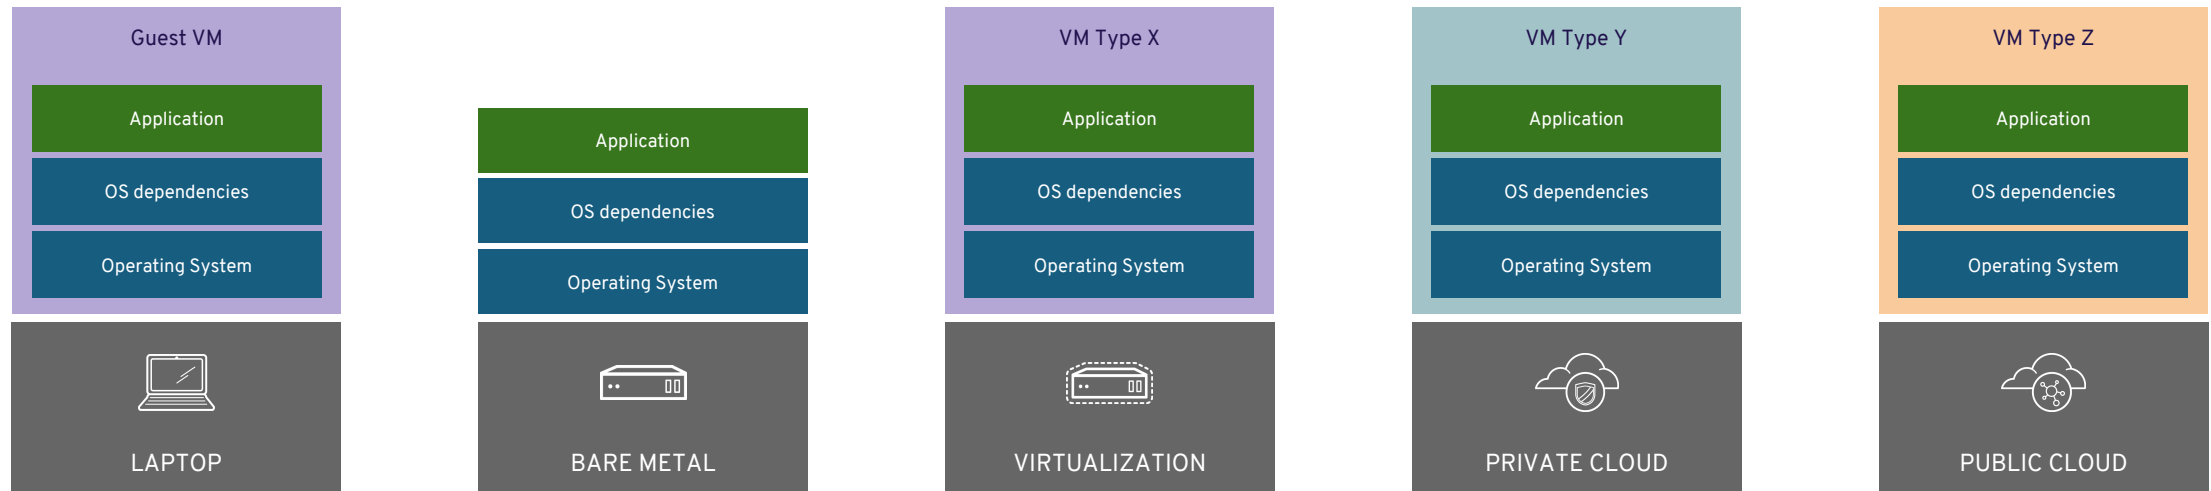 Guest VM
Application
OS dependencies
Operating System
LAPTOP
Application
OS dependencies
Operating System
BARE METAL
VM Type X
Application
OS dependencies
Operating System
VIRTUALIZATION
VM Type Y
Application
OS dependencies
Operating System
PRIVATE CLOUD
VM Type Z
Application
OS dependencies
Operating System
PUBLIC CLOUD